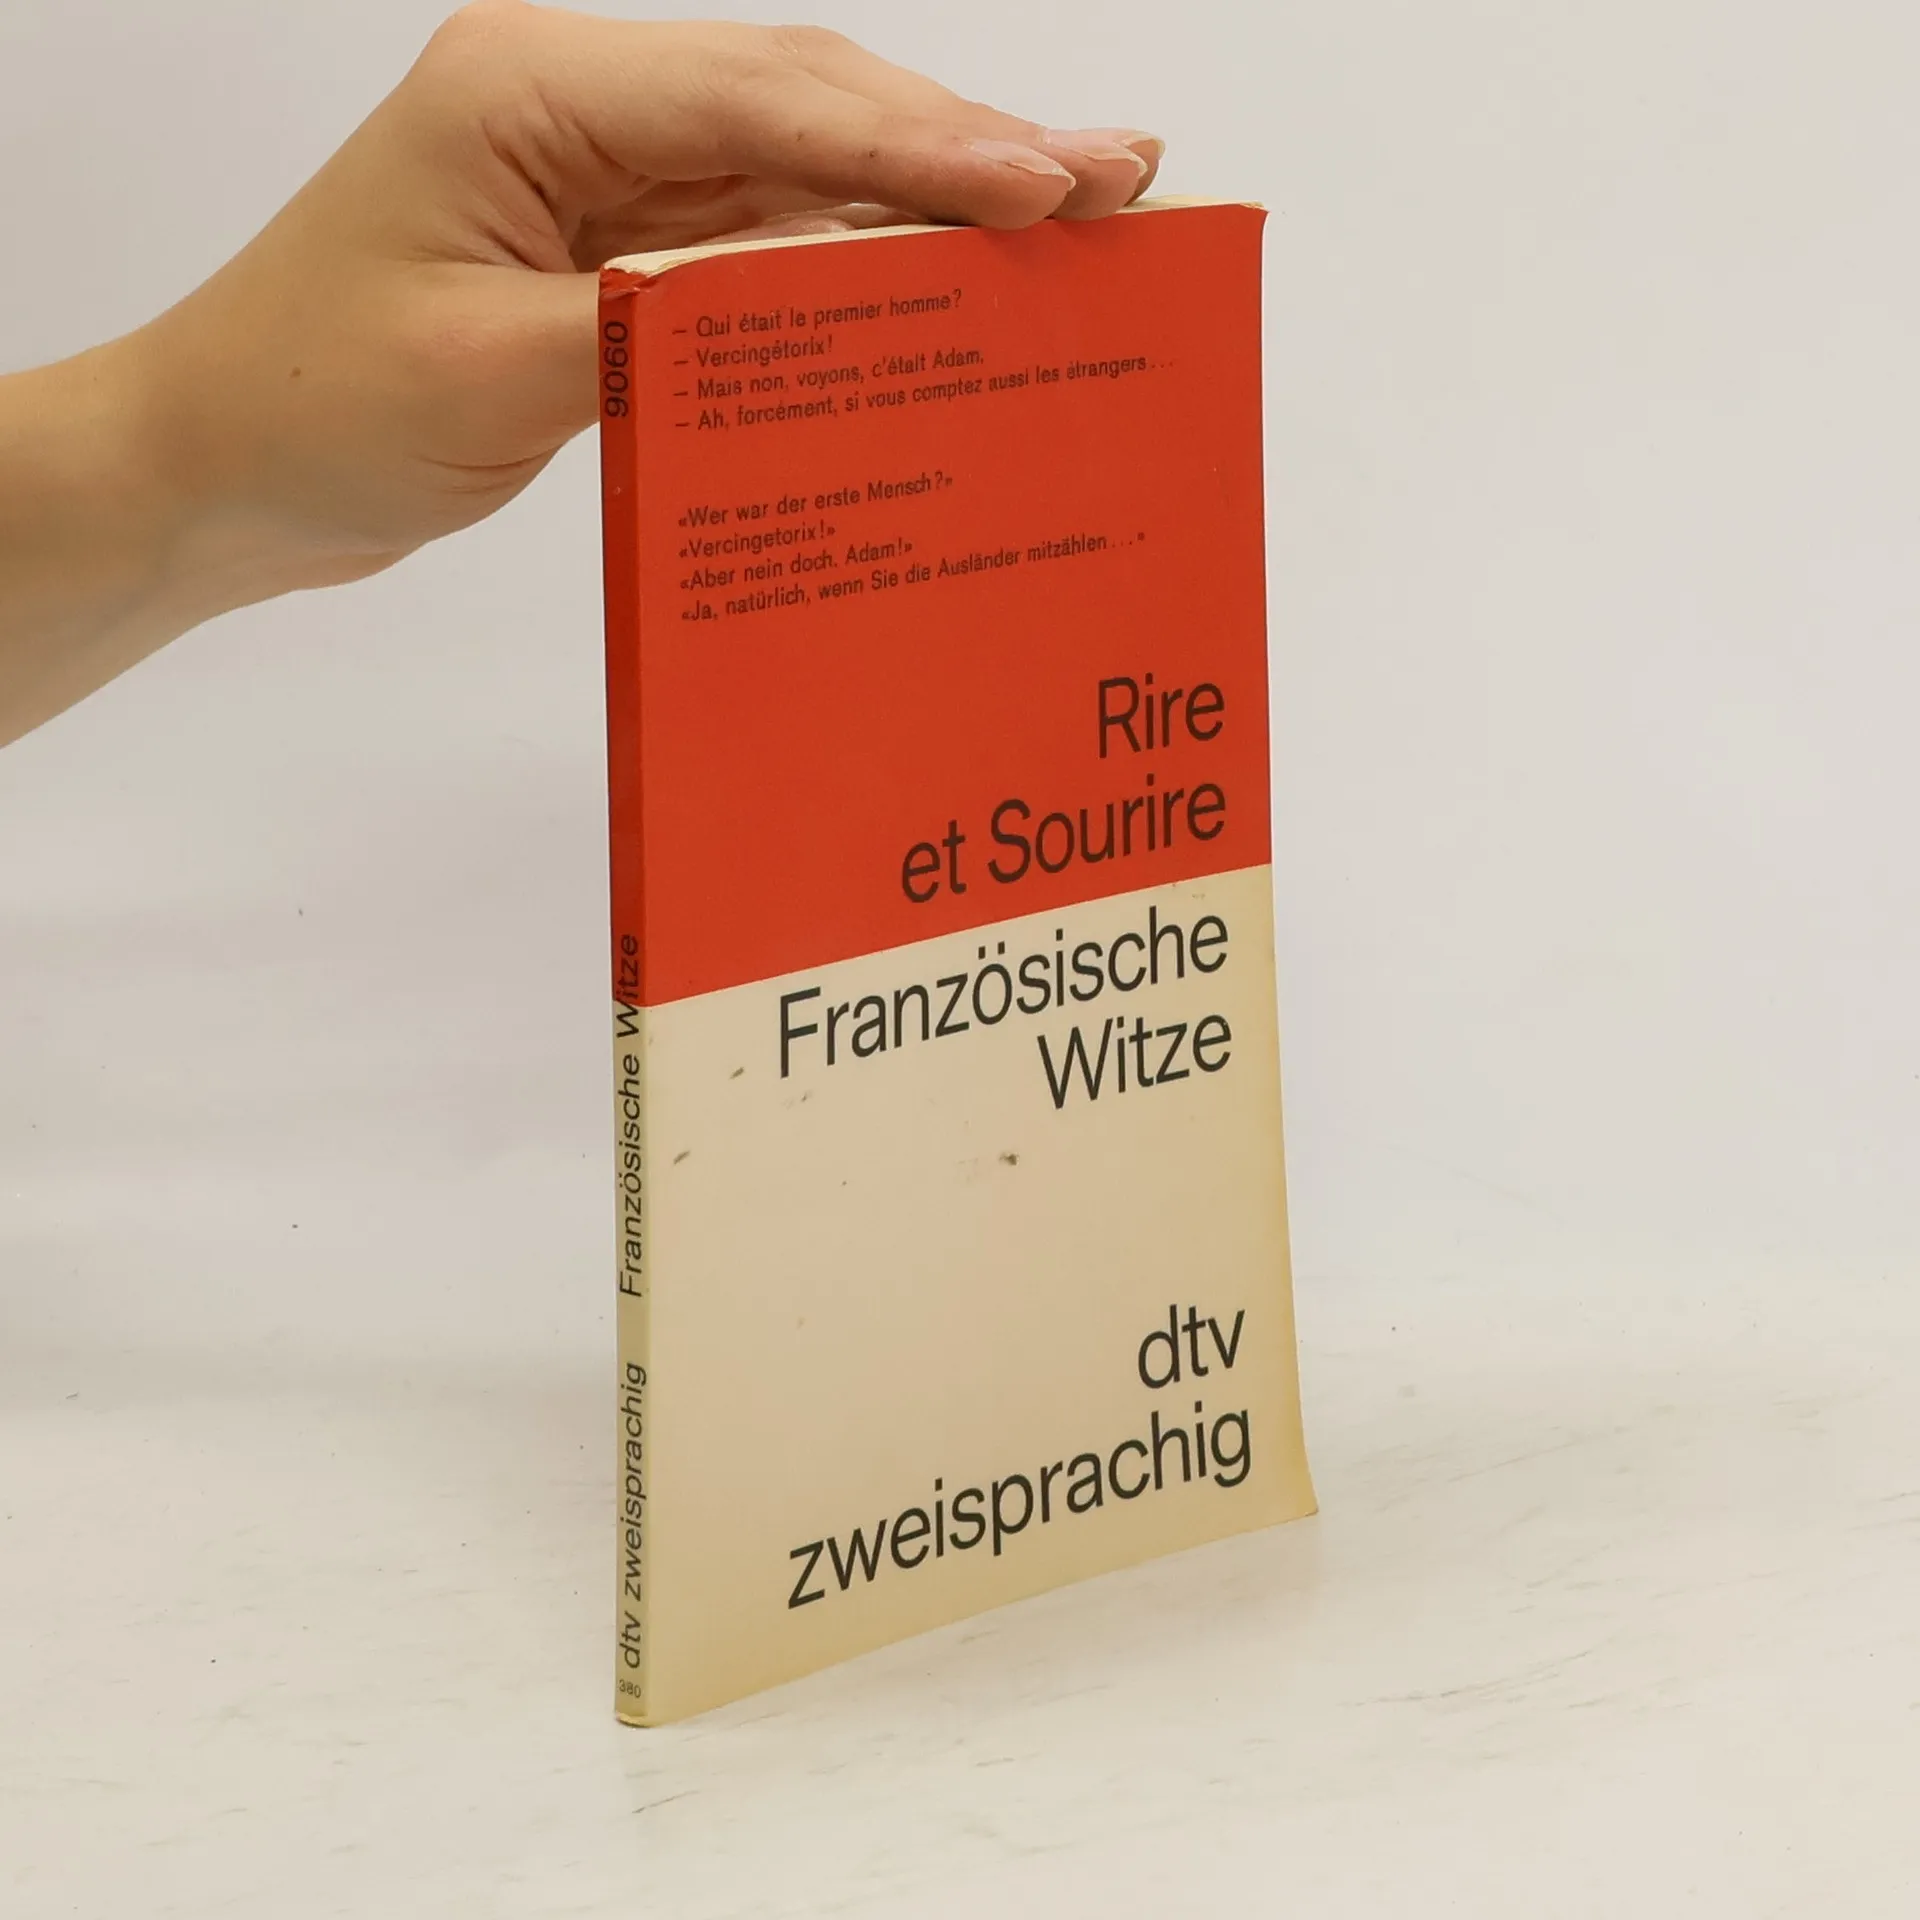 – Qui était le premier homme?
– Vercingétorix!
– Mais non, voyons, c'était Adam.
– Ah, forcément, si vous comptez aussi les étrangers...
«Wer war der erste Mensch?»
«Vercingetorix!»
«Aber nein doch, Adam!»
«Ja, natürlich, wenn Sie die Ausländer mitzählen...»
Rire
et Sourire
Französische
Witze
dtv
zweisprachig
9060
Französische Witze
dtv zweisprachig
380